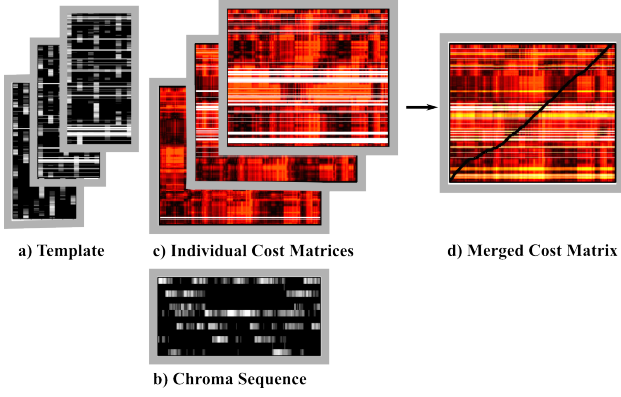 a) Template
c) Individual Cost Matrices
d) Merged Cost Matrix
b) Chroma Sequence